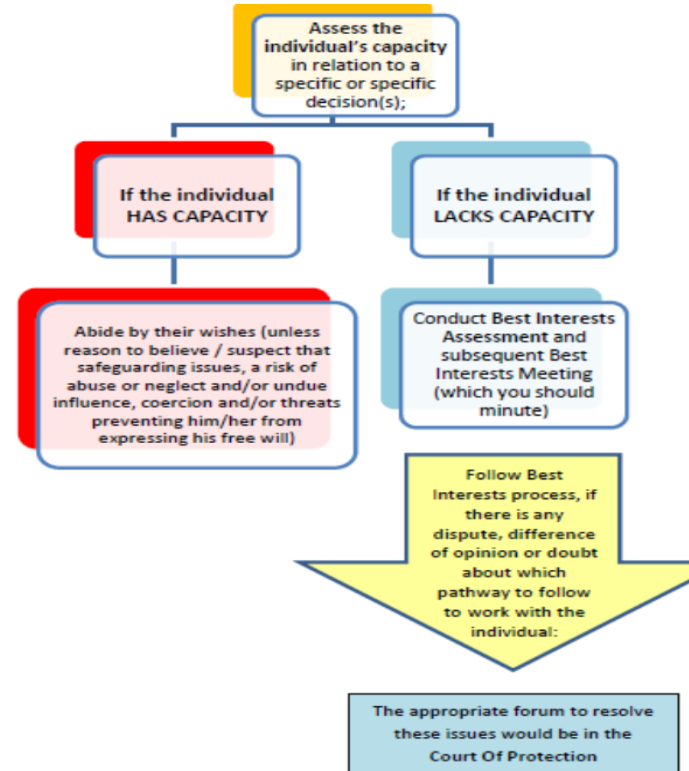 Assess the
individual's capacity
in relation to a
specific or specific
decision(s);
If the individual
HAS CAPACITY
If the individual
LACKS CAPACITY
Abide by their wishes (unless
reason to believe / suspect that
safeguarding issues, a risk of
abuse or neglect and/or undue
influence, coercion and/or threats
preventing him/her from
expressing his free will)
Conduct Best Interests
Assessment and
subsequent Best
Interests Meeting
(which you should
minute)
Follow Best
Interests process, if
there is any
dispute, difference
of opinion or doubt
about which
pathway to follow
to work with the
individual:
The appropriate forum to resolve
these issues would be in the
Court Of Protection